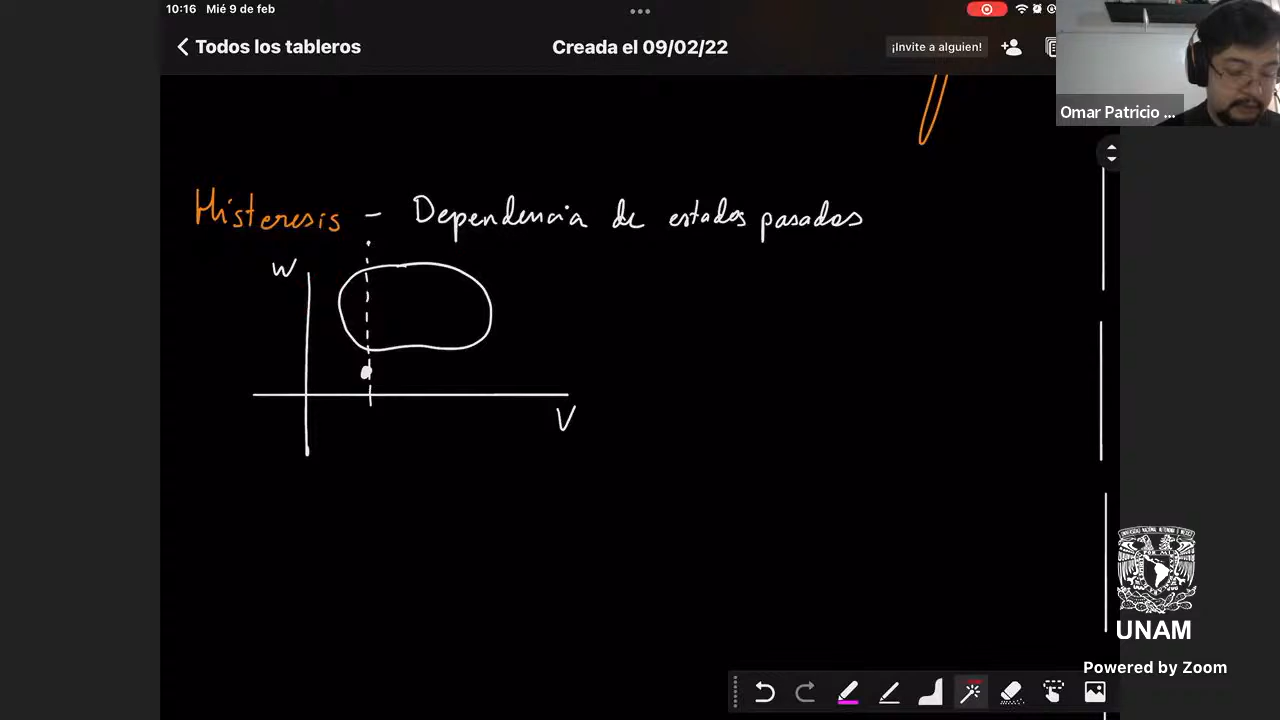 10:16 Mié 9 de feb
Todos los tableros
Creada el 09/02/22
¡Invite a alguien!
Omar Patricio ...
Histeresis - Dependencia de estados pasados
W
V
UNAM
Powered by Zoom